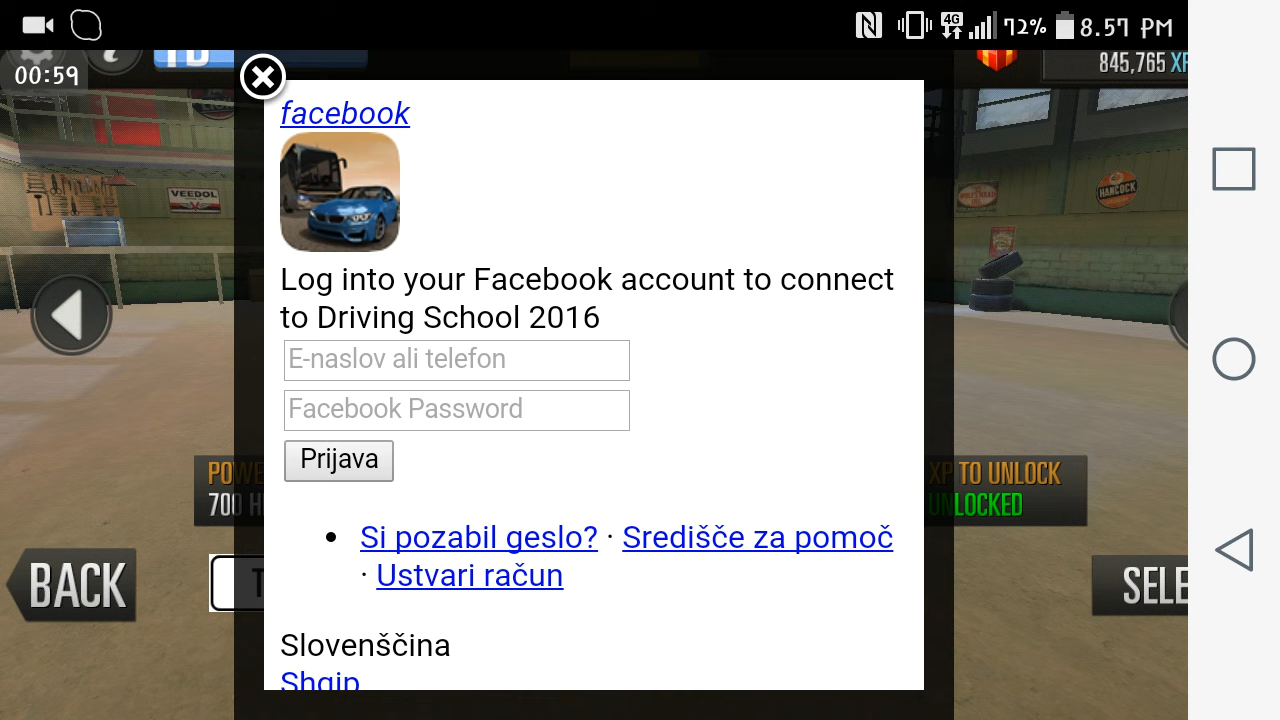 4G 72% 8.57 PM
00:59
845,765 XP
facebook
VEEDOL
HANCOCK
Log into your Facebook account to connect
to Driving School 2016
E-naslov ali telefon
Facebook Password
Prijava
XP TO UNLOCK
700
UNLOCKED
Si pozabil geslo? · Središče za pomoč
· Ustvari račun
BACK
Slovenščina
Shqip